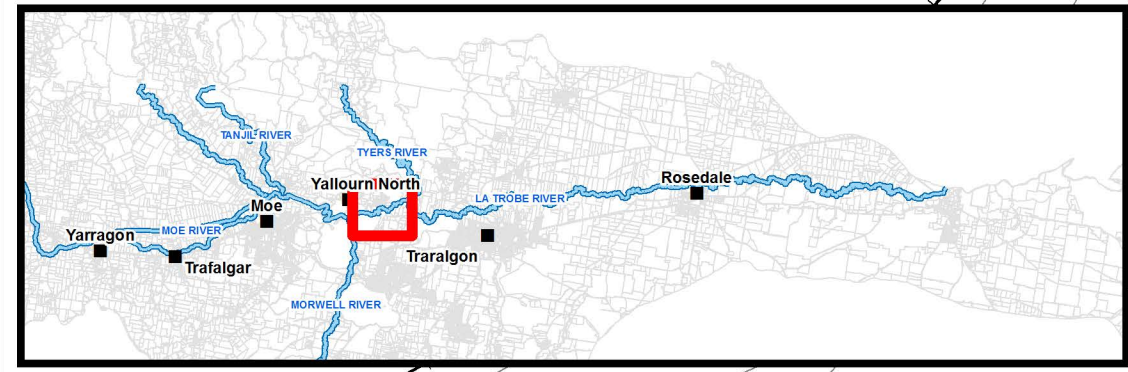 TANJIL RIVER
TYERS RIVER
Yallourn North
Rosedale
LA TROBE RIVER
Moe
MOE RIVER
Yarragon
Traralgon
Trafalgar
MORWELL RIVER